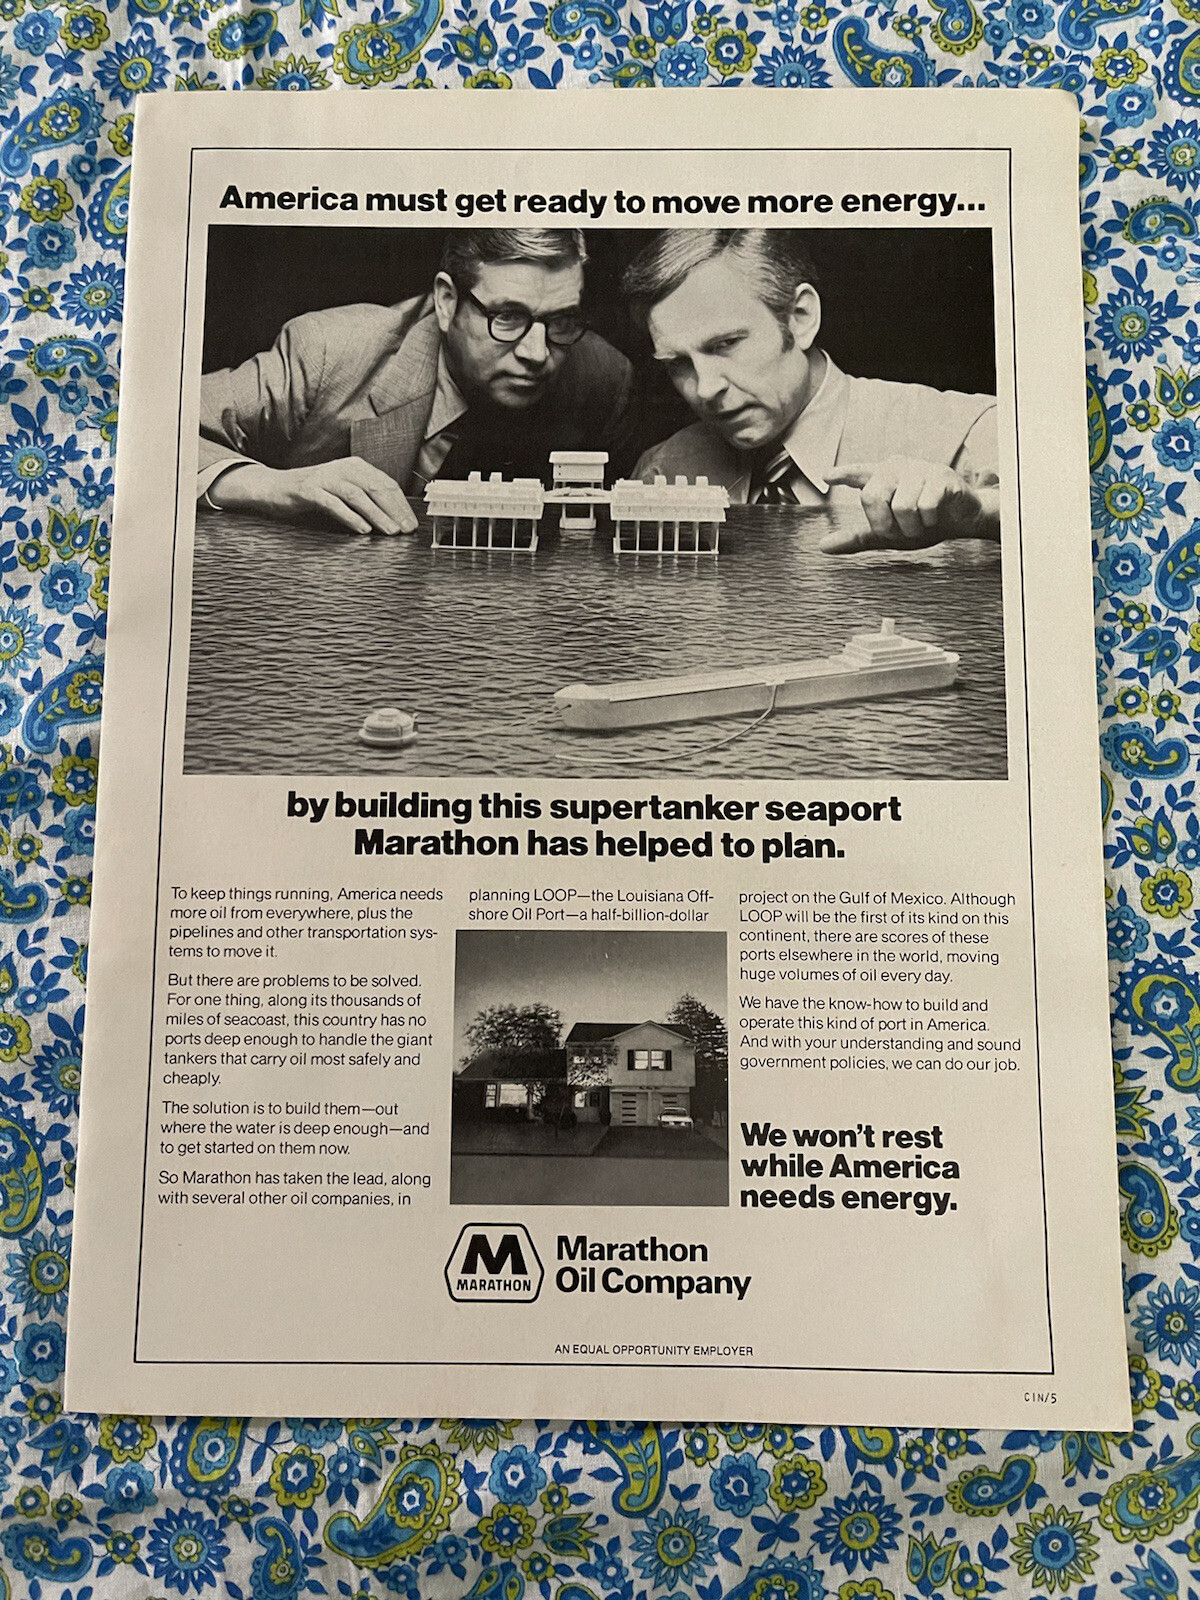 America must get ready to move more energy...
by building this supertanker seaport
Marathon has helped to plan.
To keep things running, America needs
more oil from everywhere, plus the
pipelines and other transportation sys-
tems to move it.
But there are problems to be solved.
For one thing, along its thousands of
miles of seacoast, this country has no
ports deep enough to handle the giant
tankers that carry oil most safely and
cheaply.
The solution is to build them—out
where the water is deep enough—and
to get started on them now.
So Marathon has taken the lead, along
with several other oil companies, in
planning LOOP—the Louisiana Off-
shore Oil Port—a half-billion-dollar
project on the Gulf of Mexico. Although
LOOP will be the first of its kind on this
continent, there are scores of these
ports elsewhere in the world, moving
huge volumes of oil every day.
We have the know-how to build and
operate this kind of port in America.
And with your understanding and sound
government policies, we can do our job.
We won't rest
while America
needs energy.
M
MARATHON
Marathon
Oil Company
AN EQUAL OPPORTUNITY EMPLOYER
CIN/5